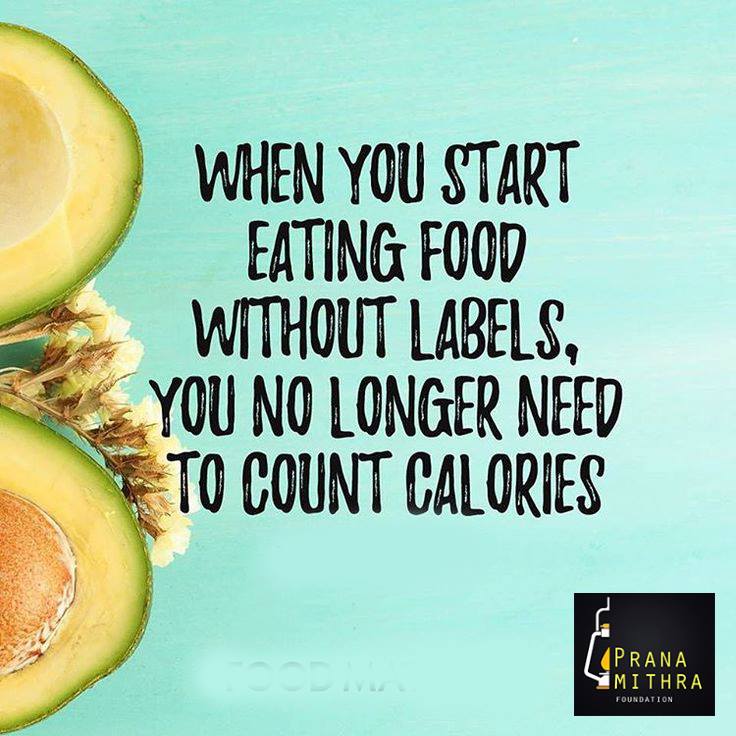 WHEN YOU START
EATING FOOD
WITHOUT LABELS,
YOU NO LONGER NEED
TO COUNT CALORIES
PRANA
MITHRA
FOUNDATION